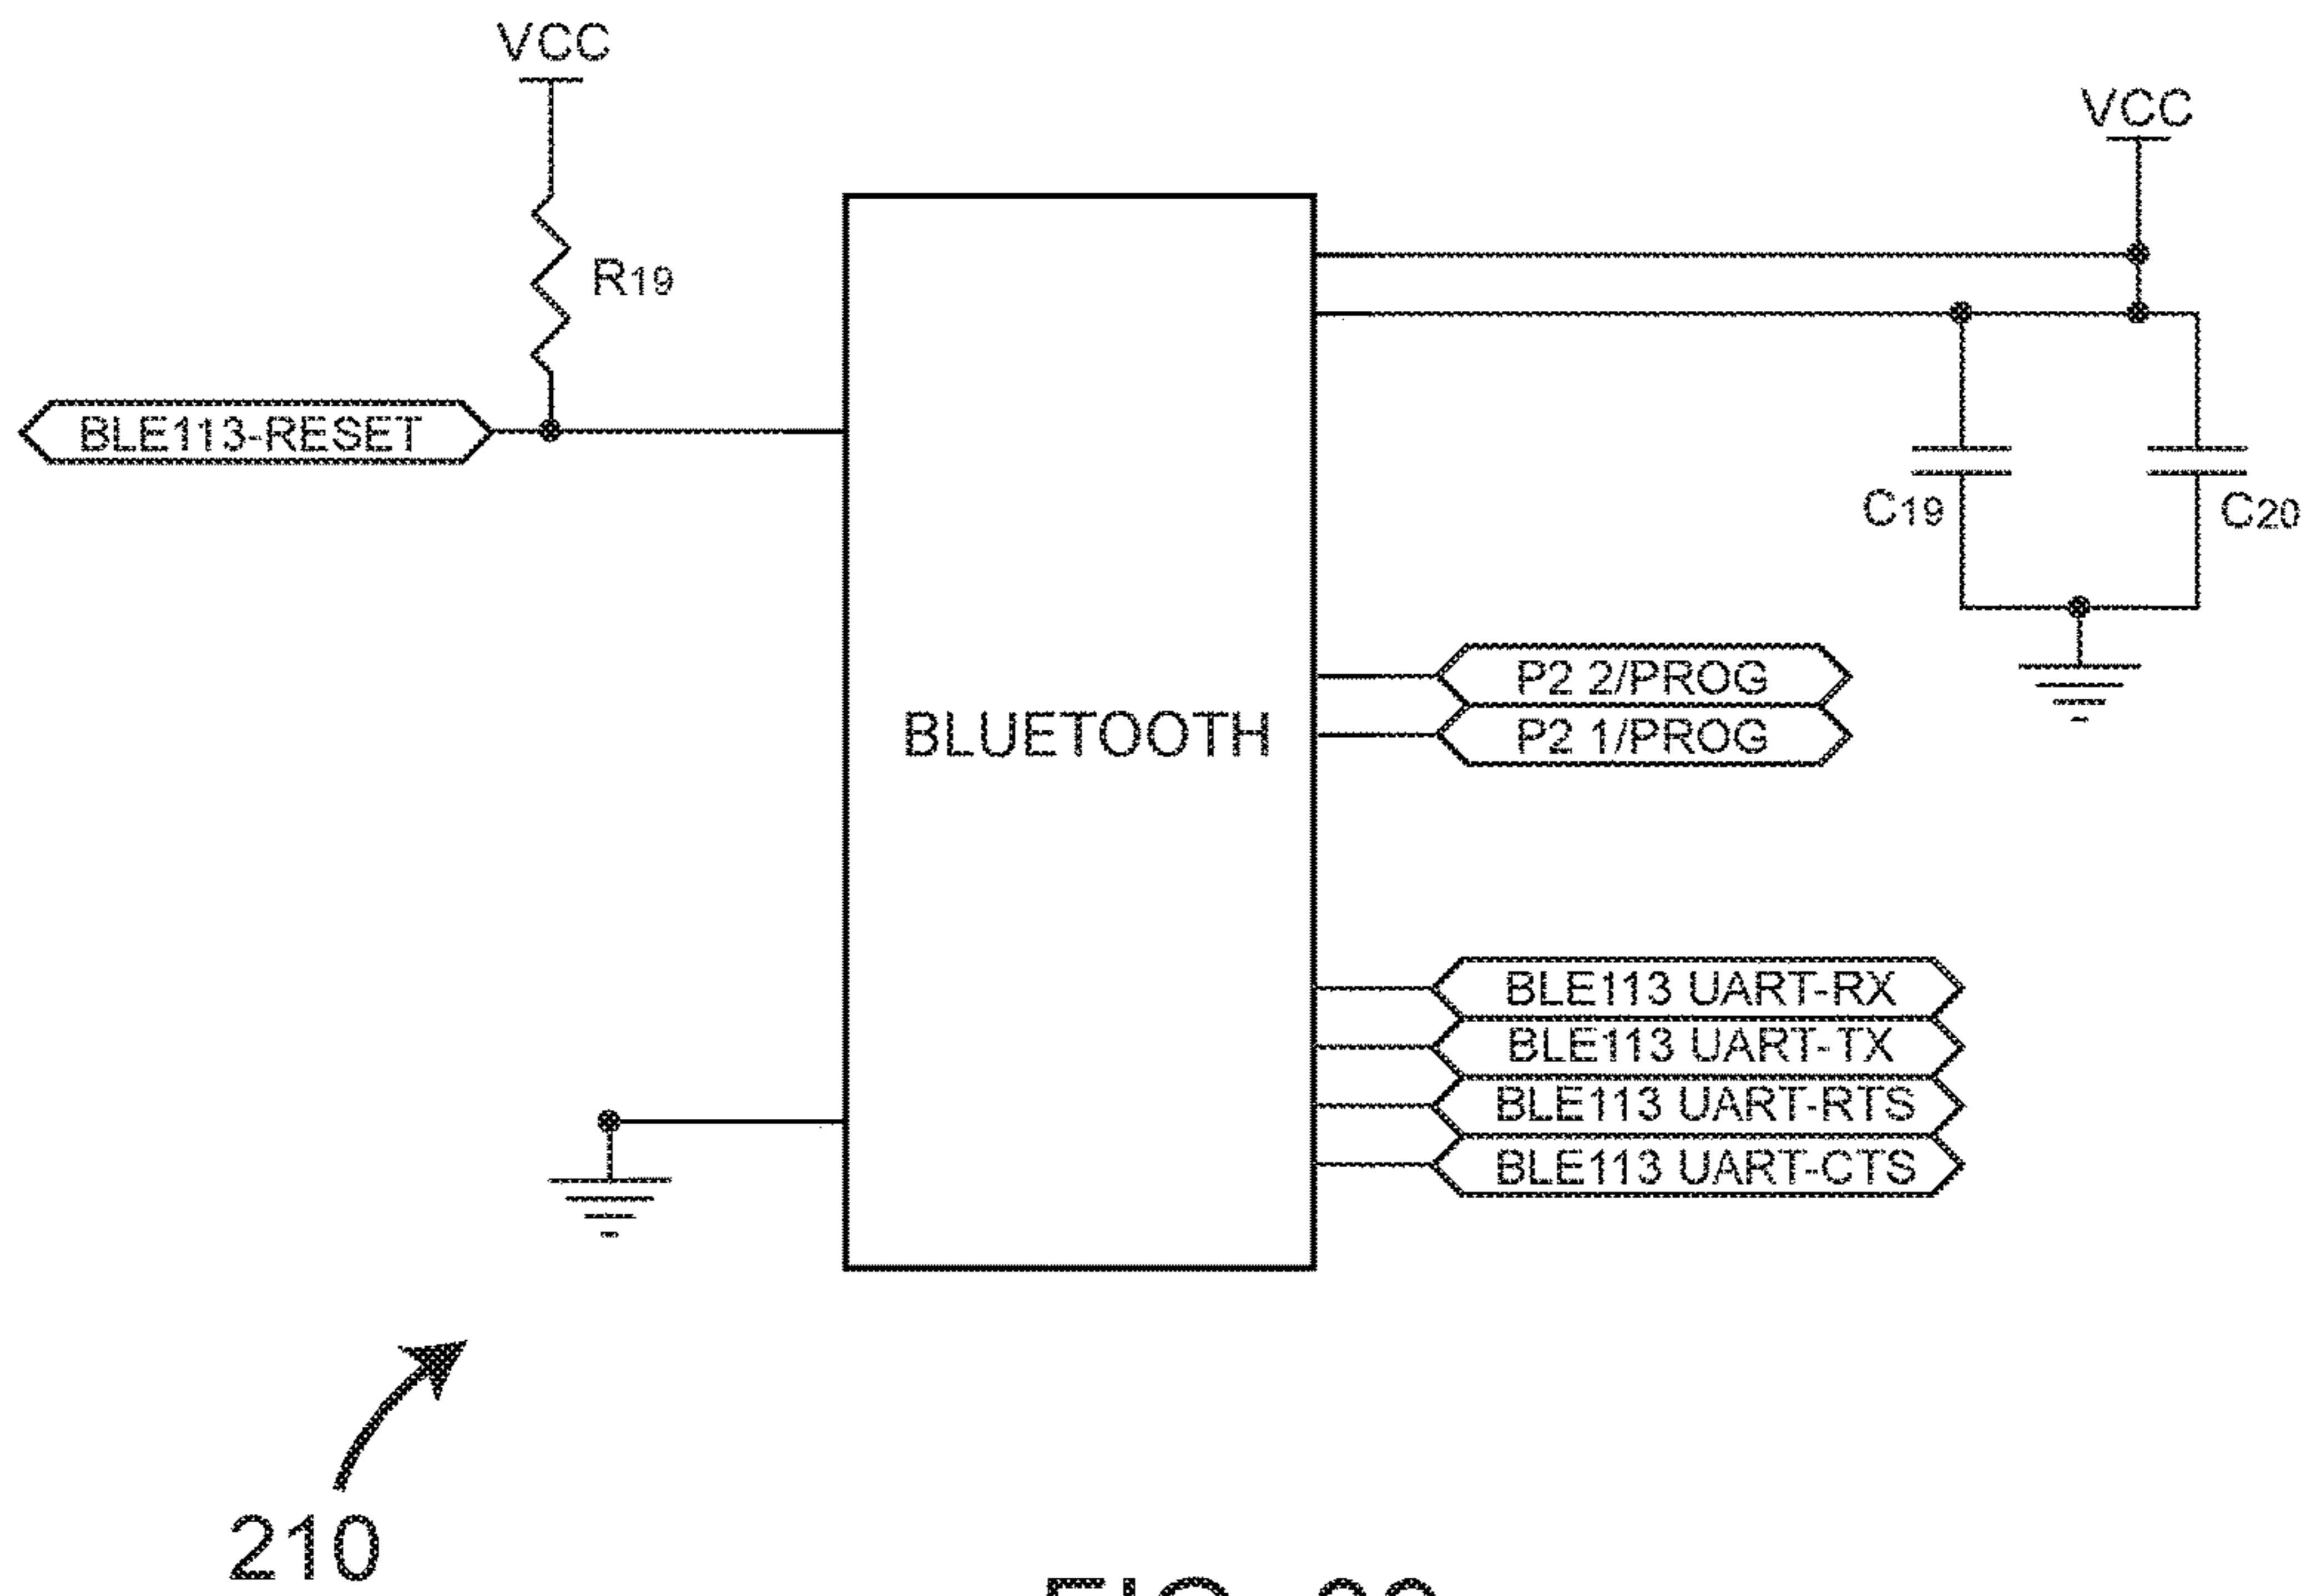 VCC
VCC
R19
BLE113-RESET
C19
C20
P2 2/PROG
BLUETOOTH
P2 1/PROG
BLE113 UART-RX
BLE113 UART-TX
BLE113 UART-RTS
BLE113 UART-CTS
210